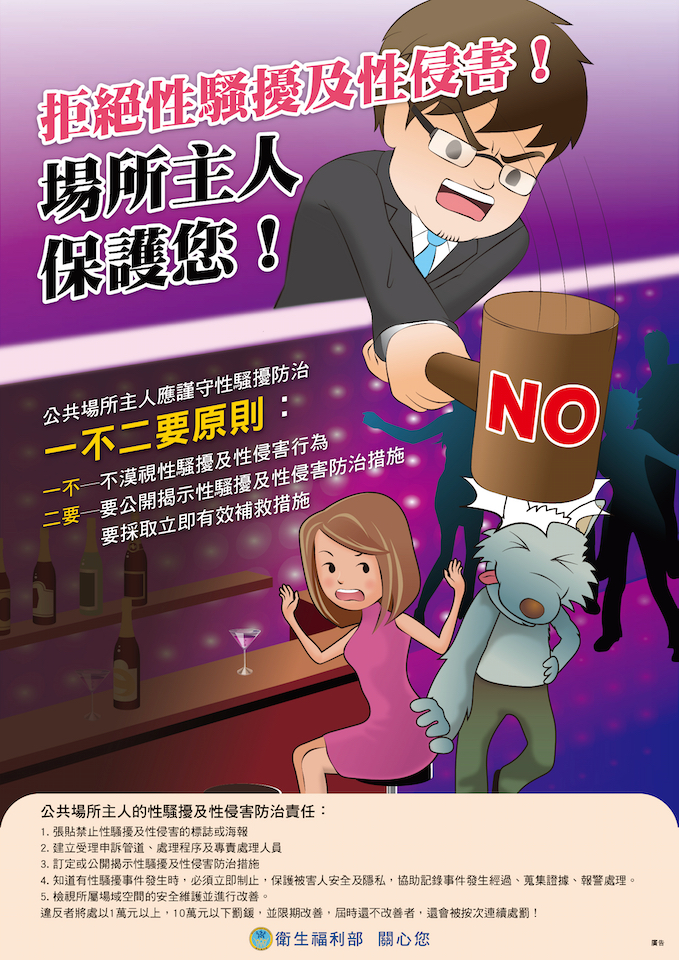 拒絕性騷擾及性侵害！
場所主人
保護您！
NO
公共場所主人應謹守性騷擾防治
一不二要原則：
一不—不漠視性騷擾及性侵害行為
二要—要公開揭示性騷擾及性侵害防治措施
要採取立即有效補救措施
公共場所主人的性騷擾及性侵害防治責任：
1. 張貼禁止性騷擾及性侵害的標誌或海報
2. 建立受理申訴管道、處理程序及專責處理人員
3. 訂定或公開揭示性騷擾及性侵害防治措施
4. 知道有性騷擾事件發生時，必須立即制止，保護被害人安全及隱私，協助記錄事件發生經過、蒐集證據、報警處理。
5. 檢視所屬場域空間的安全維護並進行改善。
違反者將處以1萬元以上，10萬元以下罰鍰，並限期改善，屆時還不改善者，還會被按次連續處罰！
衛生福利部 關心您
廣告